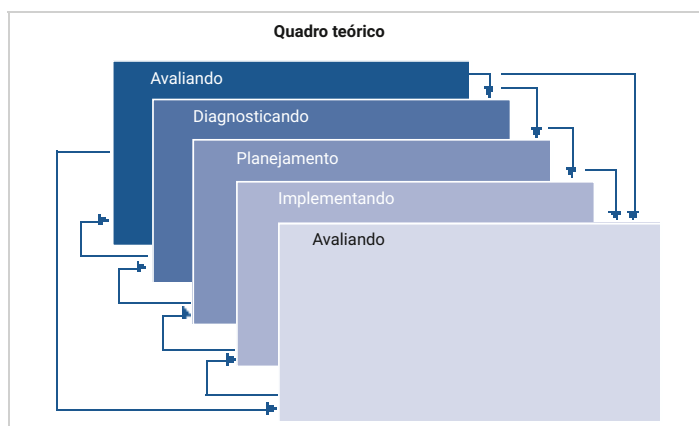 Quadro teórico
Avaliando
Diagnosticando
Planejamento
Implementando
Avaliando